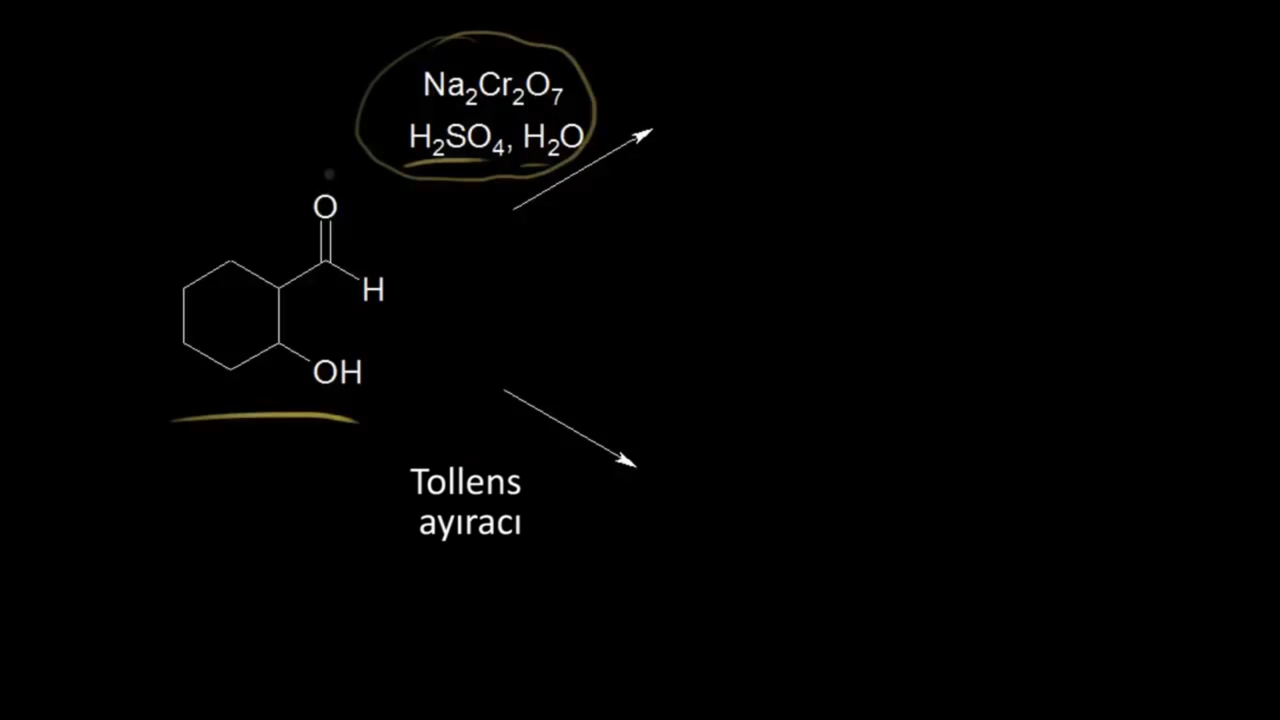 Na₂Cr₂O₇
H₂SO₄, H₂O
O
H
OH
Tollens
ayıracı